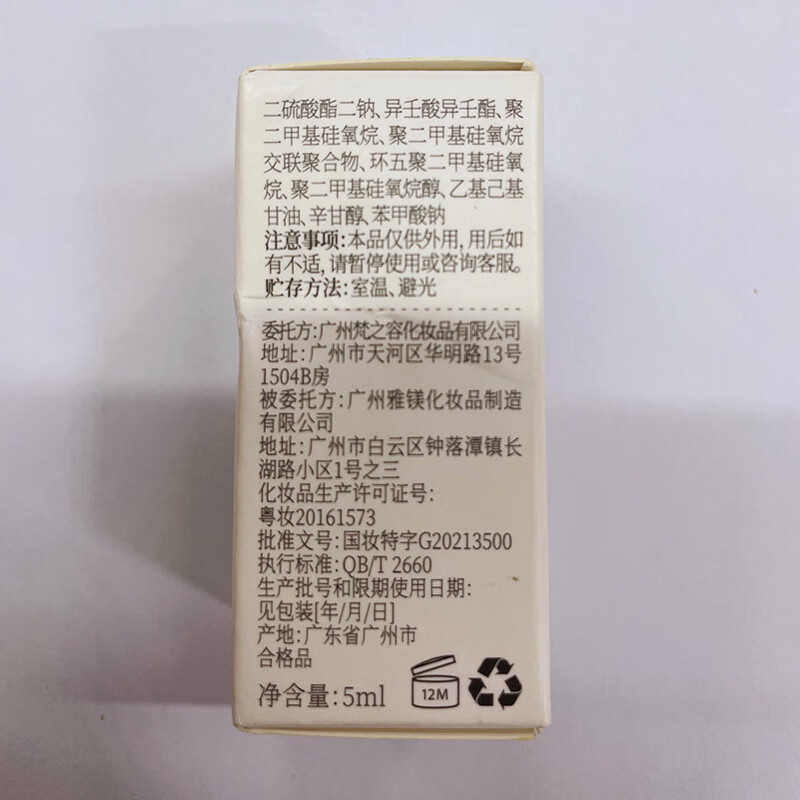 二硫酸酯二钠、异壬酸异壬酯、聚
二甲基硅氧烷、聚二甲基硅氧烷
交联聚合物、环五聚二甲基硅氧
烷、聚二甲基硅氧烷醇、乙基己基
甘油、辛甘醇、苯甲酸钠
注意事项:本品仅供外用,用后如
有不适,请暂停使用或咨询客服。
贮存方法:室温、避光
委托方:广州梵之容化妆品有限公司
地址:广州市天河区华明路13号
1504B房
被委托方:广州雅镁化妆品制造
有限公司
地址:广州市白云区钟落潭镇长
湖路小区1号之三
化妆品生产许可证号:
粤妆20161573
批准文号:国妆特字G20213500
执行标准:QB/T 2660
生产批号和限期使用日期:
见包装[年/月/日]
产地:广东省广州市
合格品
净含量:5ml
12M